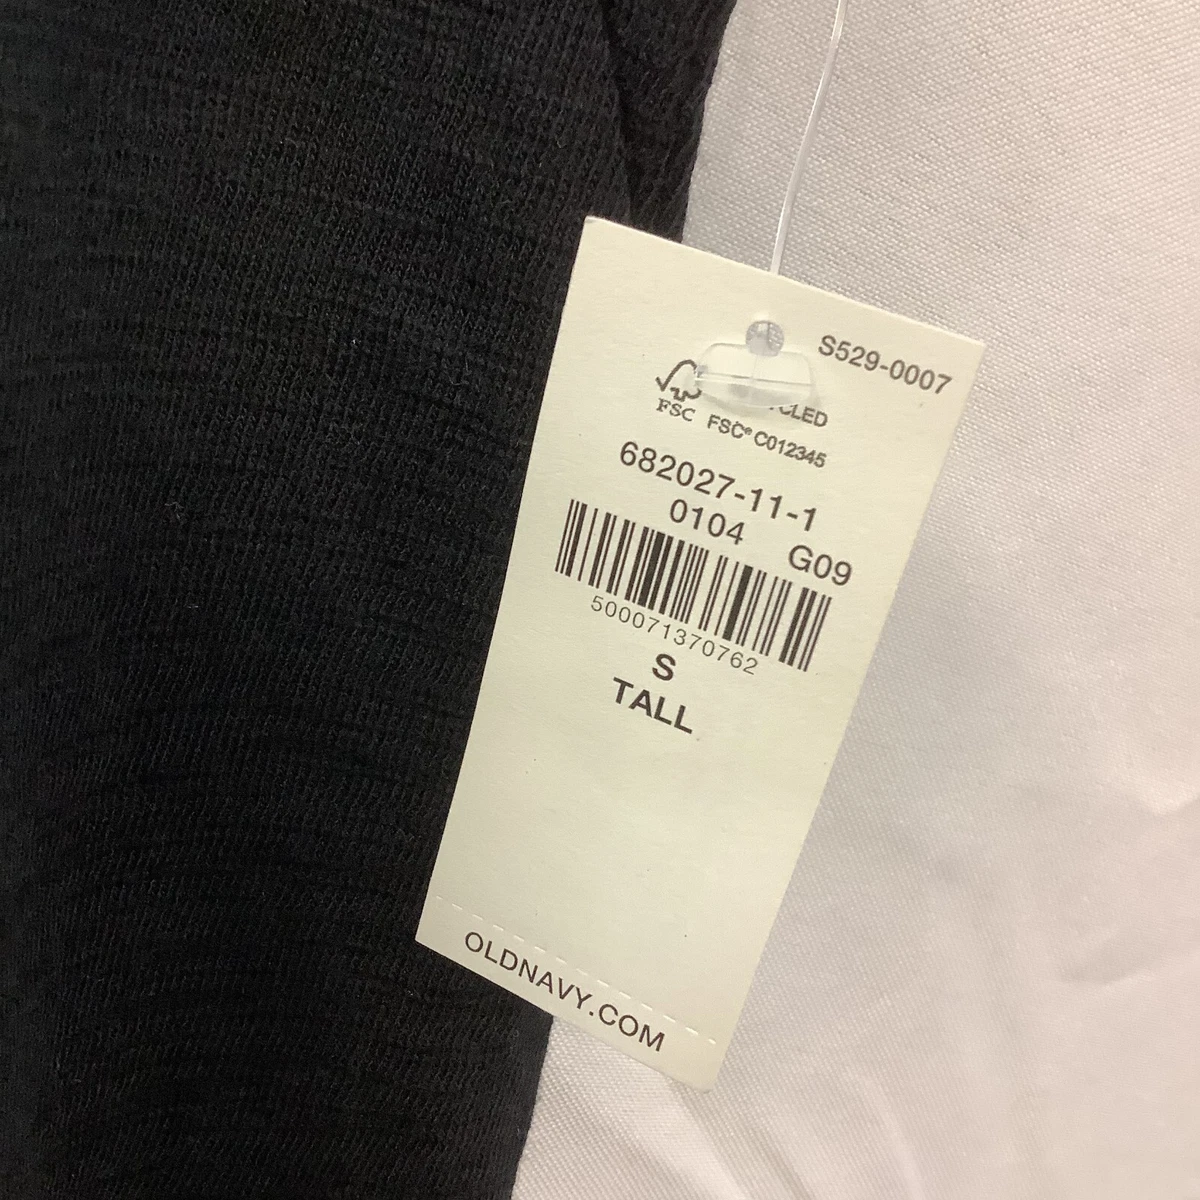 S529-0007
FSC
FSC® C012345
682027-11-1
0104 G09
500071370762
S
TALL
OLDNAVY.COM